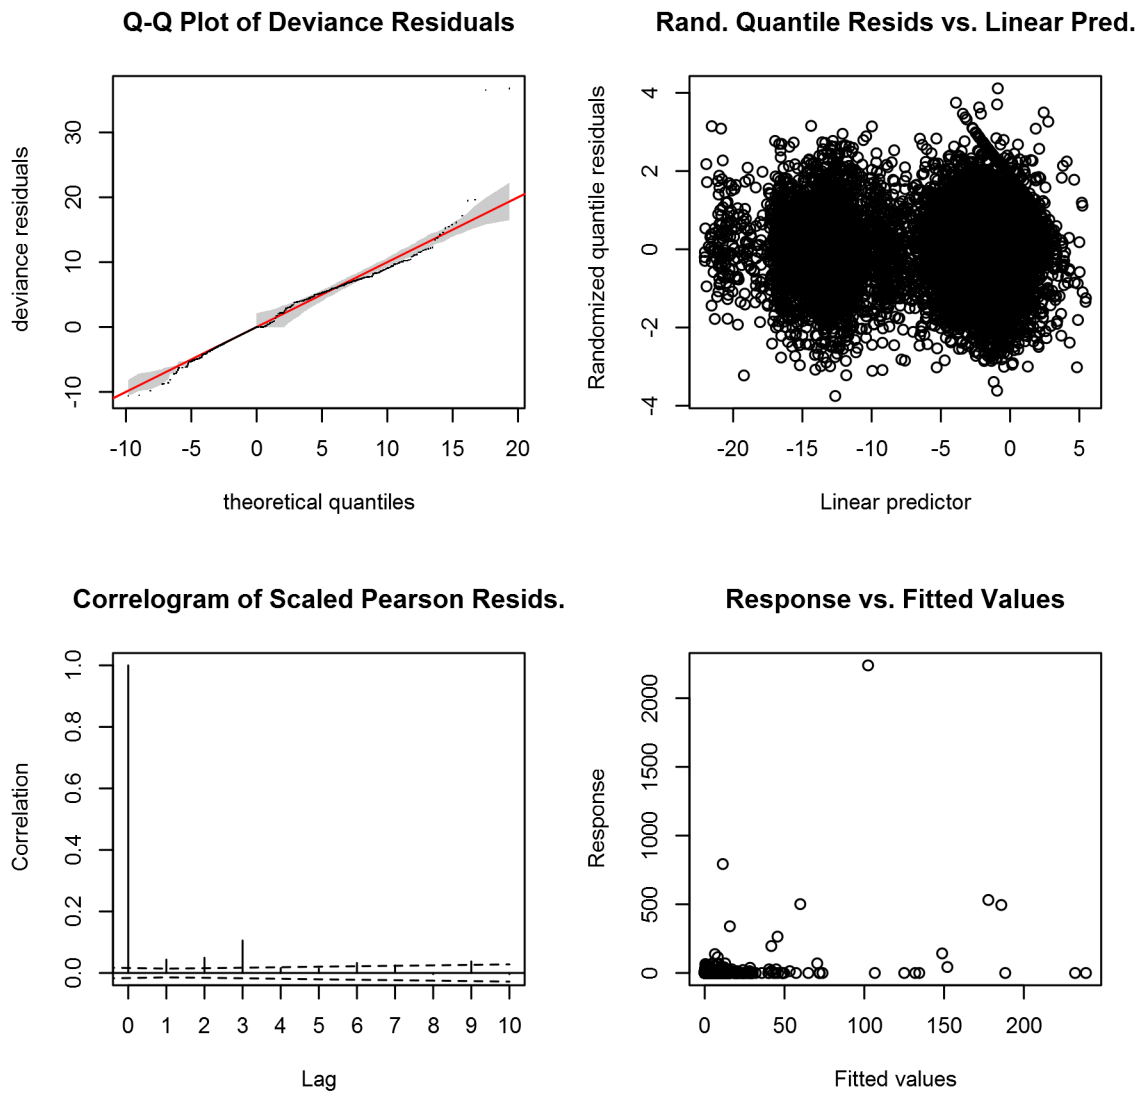 Q-Q Plot of Deviance Residuals
deviance residuals
-10 0 10 20 30
-10 -5 0 5 10 15 20
theoretical quantiles
Rand. Quantile Resids vs. Linear Pred.
Randomized quantile residuals
-4 -2 0 2 4
-20 -15 -10 -5 0 5
Linear predictor
Correlogram of Scaled Pearson Resids.
Correlation
0.0 0.2 0.4 0.6 0.8 1.0
0 1 2 3 4 5 6 7 8 9 10
Lag
Response vs. Fitted Values
Response
0 500 1000 1500 2000
0 50 100 150 200
Fitted values